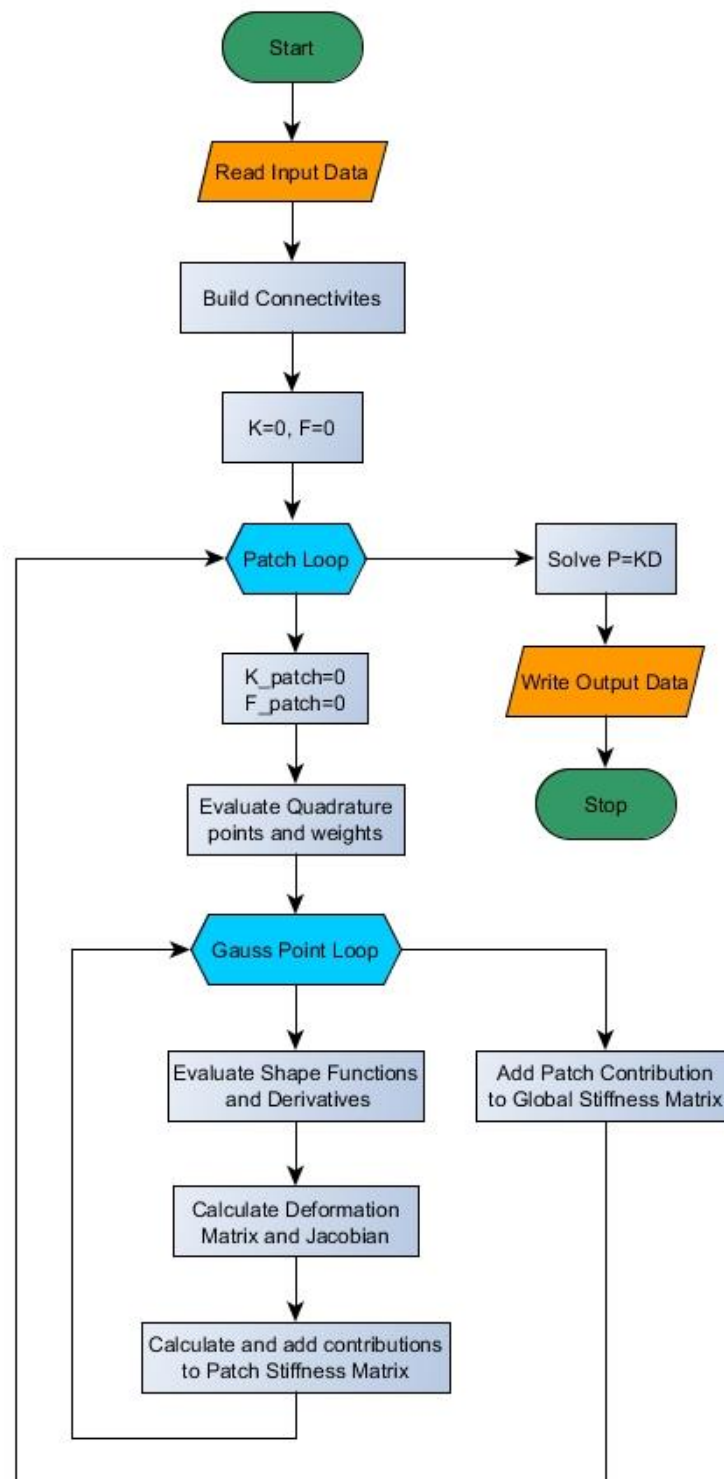 Start
Read Input Data
Build Connectivites
K=0, F=0
Patch Loop
Solve P=KD
K_patch=0
F_patch=0
Write Output Data
Evaluate Quadrature
points and weights
Stop
Gauss Point Loop
Evaluate Shape Functions
and Derivatives
Add Patch Contribution
to Global Stiffness Matrix
Calculate Deformation
Matrix and Jacobian
Calculate and add contributions
to Patch Stiffness Matrix